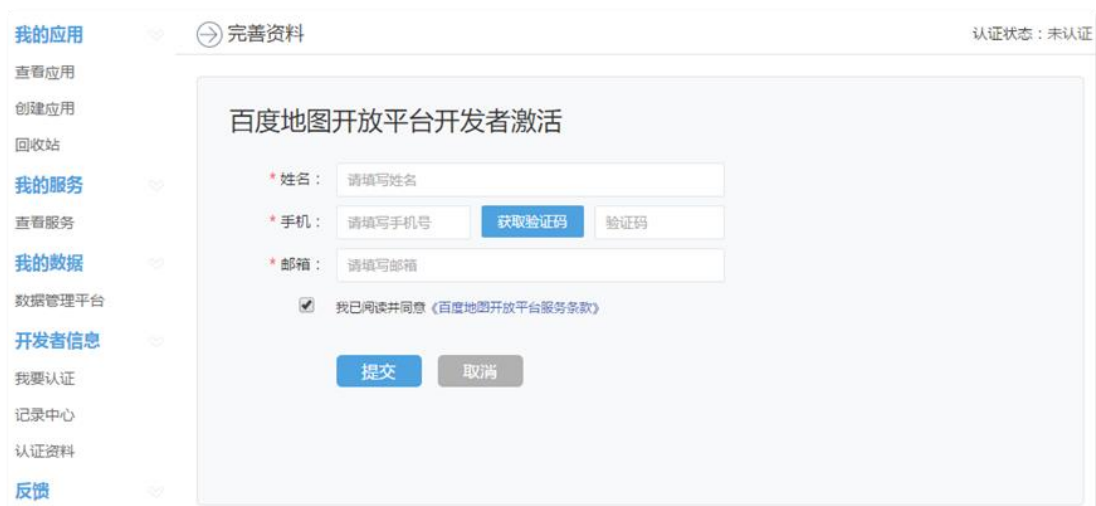 我的应用
查看应用
创建应用
回收站
我的服务
查看服务
我的数据
数据管理平台
开发者信息
我要认证
记录中心
认证资料
反馈
完善资料
认证状态：未认证
百度地图开放平台开发者激活
* 姓名： 请填写姓名
* 手机： 请填写手机号 获取验证码 验证码
* 邮箱： 请填写邮箱
我已阅读并同意《百度地图开放平台服务条款》
提交 取消